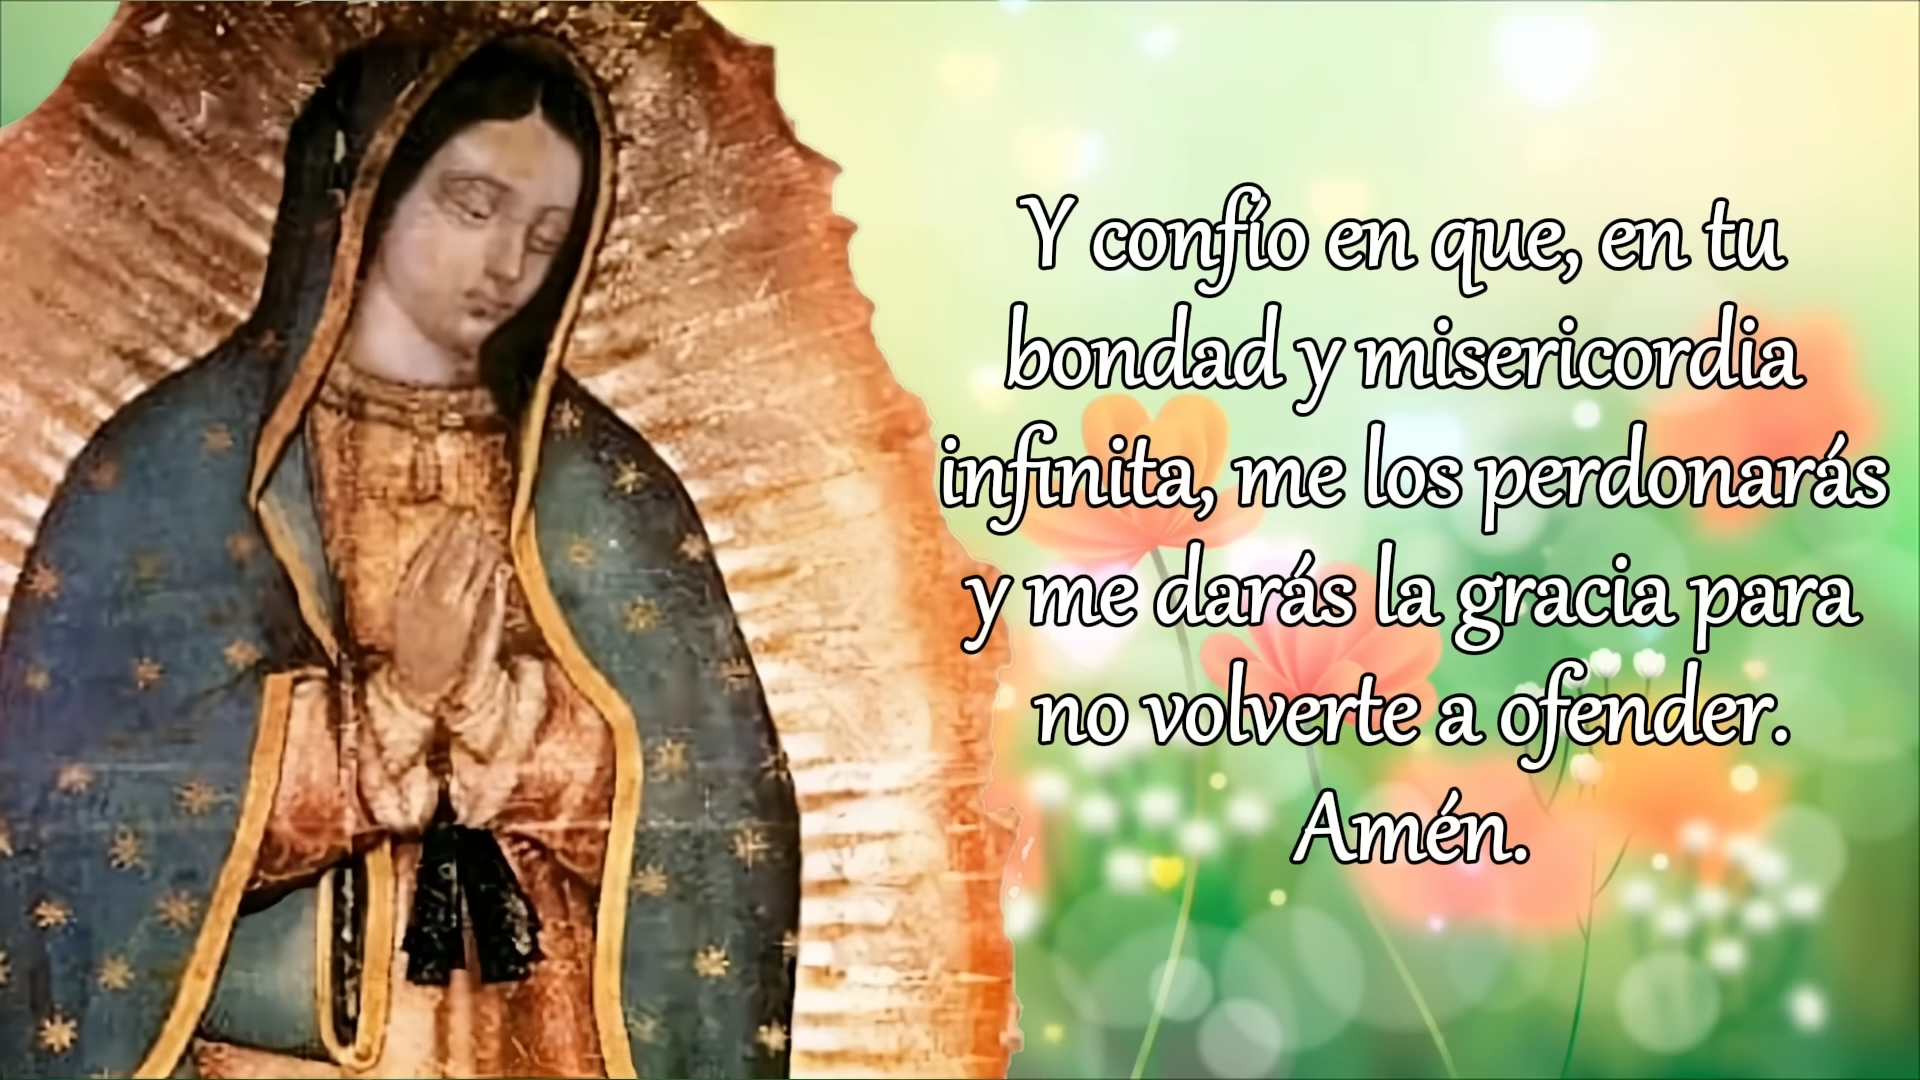 Y confío en que, en tu
bondad y misericordia
infinita, me los perdonarás
y me darás la gracia para
no volverte a ofender.
Amén.